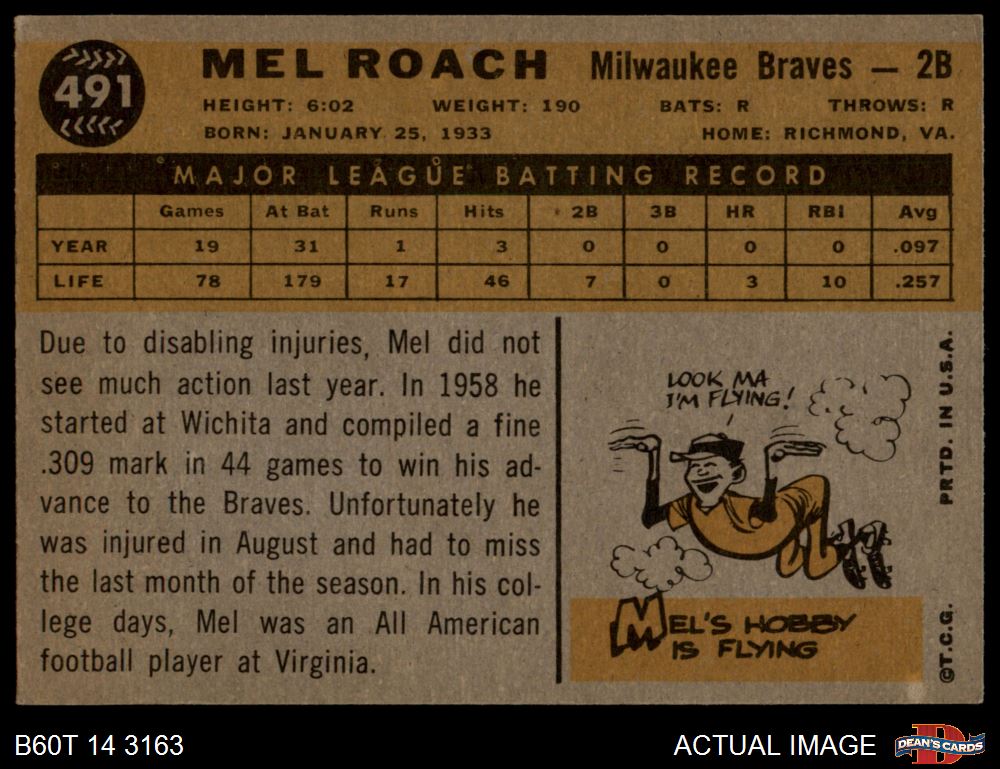 491
MEL ROACH Milwaukee Braves — 2B
HEIGHT: 6:02 WEIGHT: 190 BATS: R THROWS: R
BORN: JANUARY 25, 1933 HOME: RICHMOND, VA.
MAJOR LEAGUE BATTING RECORD
Games At Bat Runs Hits 2B 3B HR RBI Avg
YEAR 19 31 1 3 0 0 0 0 .097
LIFE 78 179 17 46 7 0 3 10 .257
Due to disabling injuries, Mel did not
see much action last year. In 1958 he
started at Wichita and compiled a fine
.309 mark in 44 games to win his ad-
vance to the Braves. Unfortunately he
was injured in August and had to miss
the last month of the season. In his col-
lege days, Mel was an All American
football player at Virginia.
LOOK MA
I'M FLYING!
MEL'S HOBBY
IS FLYING
©T.C.G. PRTD. IN U.S.A.
B60T 14 3163
ACTUAL IMAGE
D
DEAN'S CARDS